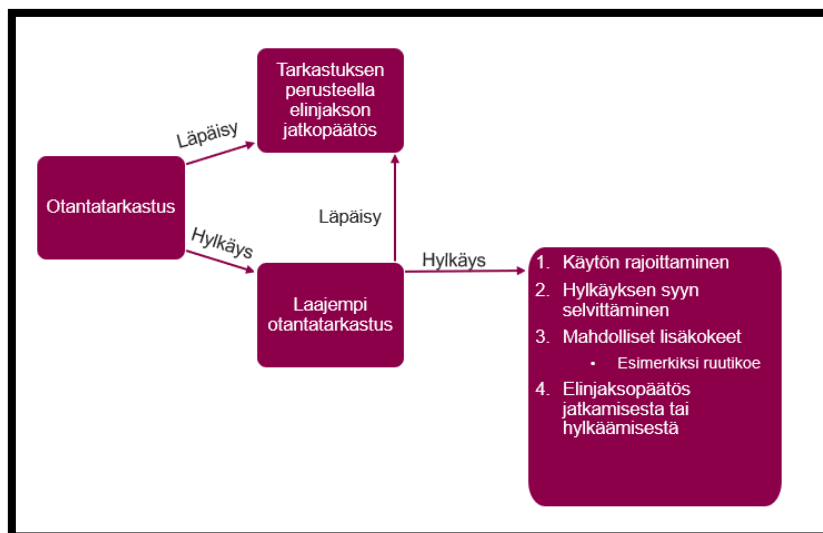 Tarkastuksen
perusteella
elinjakson
jatkopäätös
Läpäisy
Otantatarkastus
Hylkäys
Läpäisy
Laajempi
otantatarkastus
Hylkäys
1. Käytön rajoittaminen
2. Hylkäyksen syyn
selvittäminen
3. Mahdolliset lisäkokeet
• Esimerkiksi ruutikoe
4. Elinjaksopäätös
jatkamisesta tai
hylkäämisestä